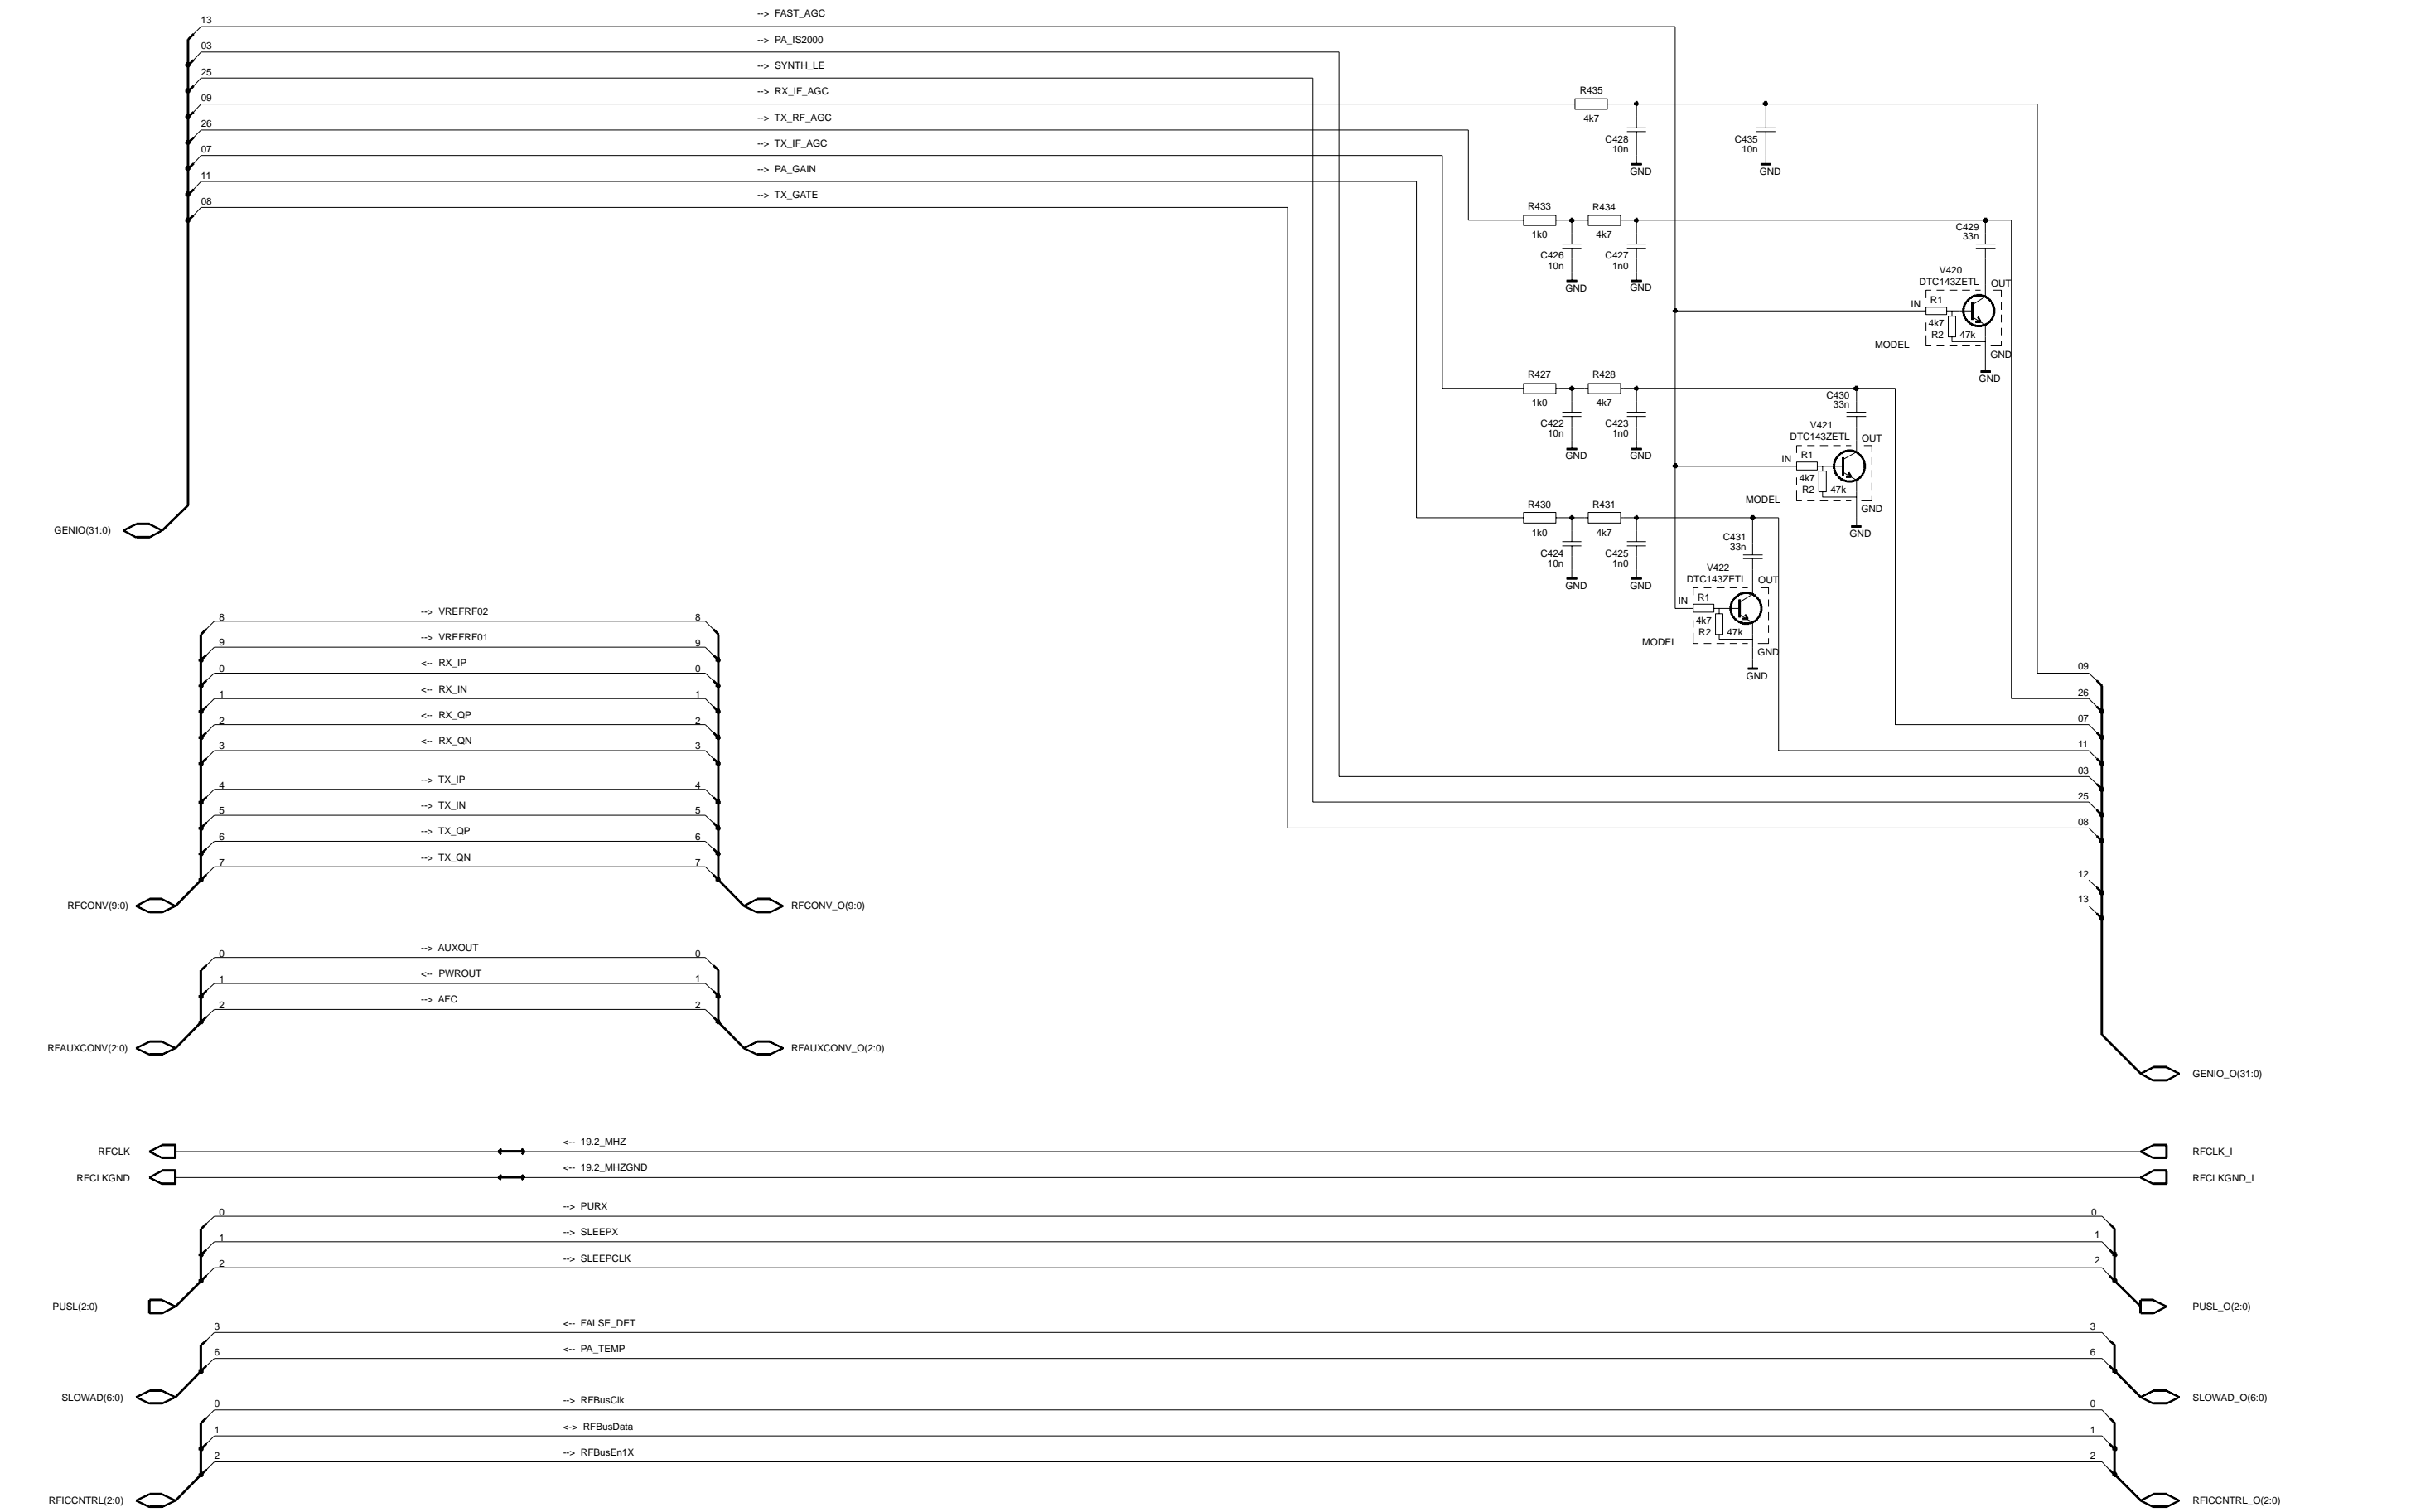 13
--> FAST_AGC
03
--> PA_IS2000
25
--> SYNTH_LE
09
--> RX_IF_AGC
26
--> TX_RF_AGC
07
--> TX_IF_AGC
11
--> PA_GAIN
08
--> TX_GATE
GENIO(31:0)
R435
4k7
C428
10n
GND
C435
10n
GND
R433
1k0
R434
4k7
C426
10n
GND
C427
1n0
GND
C429
33n
V420
DTC143ZETL
OUT
IN
R1
4k7
R2
47k
MODEL
GND
GND
R427
1k0
R428
4k7
C422
10n
GND
C423
1n0
GND
C430
33n
V421
DTC143ZETL
OUT
IN
R1
4k7
R2
47k
MODEL
GND
GND
R430
1k0
R431
4k7
C424
10n
GND
C425
1n0
GND
C431
33n
V422
DTC143ZETL
OUT
IN
R1
4k7
R2
47k
MODEL
GND
GND
09
26
07
11
03
25
08
12
13
GENIO_O(31:0)
8 --> VREFRF02 8
9 --> VREFRF01 9
0 <-- RX_IP 0
1 <-- RX_IN 1
2 <-- RX_QP 2
3 <-- RX_QN 3
4 --> TX_IP 4
5 --> TX_IN 5
6 --> TX_QP 6
7 --> TX_QN 7
RFCONV(9:0) RFCONV_O(9:0)
0 --> AUXOUT 0
1 <-- PWROUT 1
2 --> AFC 2
RFAUXCONV(2:0) RFAUXCONV_O(2:0)
<-- 19.2_MHZ
RFCLK RFCLK_I
<-- 19.2_MHZGND
RFCLKGND RFCLKGND_I
0 --> PURX 0
1 --> SLEEPX 1
2 --> SLEEPCLK 2
PUSL(2:0) PUSL_O(2:0)
3 <-- FALSE_DET 3
6 <-- PA_TEMP 6
SLOWAD(6:0) SLOWAD_O(6:0)
0 --> RFBusClk 0
1 <-> RFBusData 1
2 --> RFBusEn1X 2
RFICCNTRL(2:0) RFICCNTRL_O(2:0)